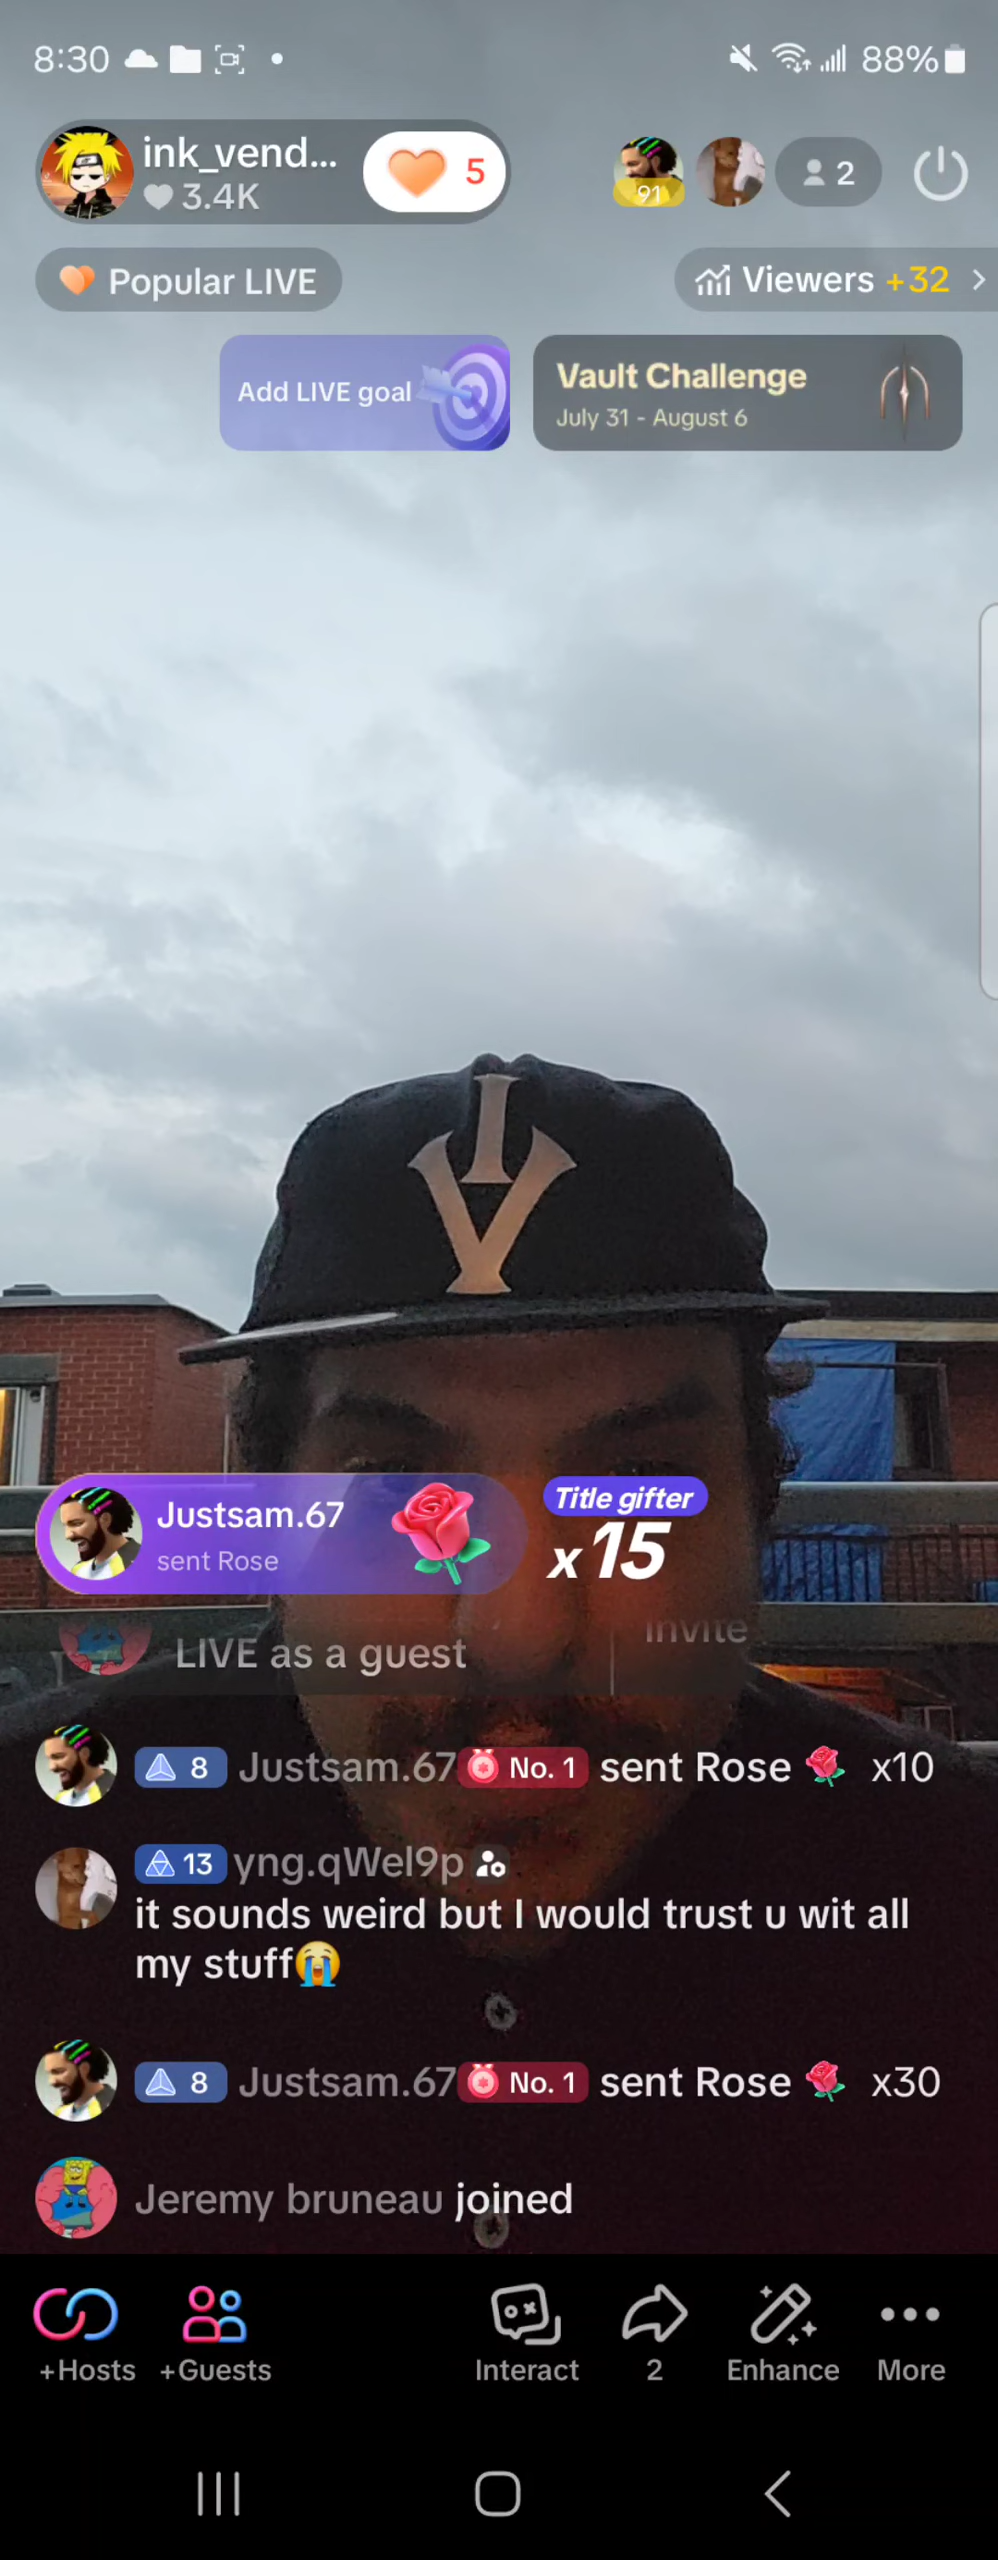 8:30
88%
ink_vend...
3.4K
5
91
2
Popular LIVE
Viewers +32 >
Add LIVE goal
Vault Challenge
July 31 - August 6
IV
Justsam.67
sent Rose
Title gifter
x15
LIVE as a guest
Invite
8 Justsam.67 No. 1 sent Rose 🌹 x10
13 yng.qWel9p
it sounds weird but I would trust u wit all
my stuff😭
8 Justsam.67 No. 1 sent Rose 🌹 x30
Jeremy bruneau joined
+Hosts
+Guests
Interact
2
Enhance
More